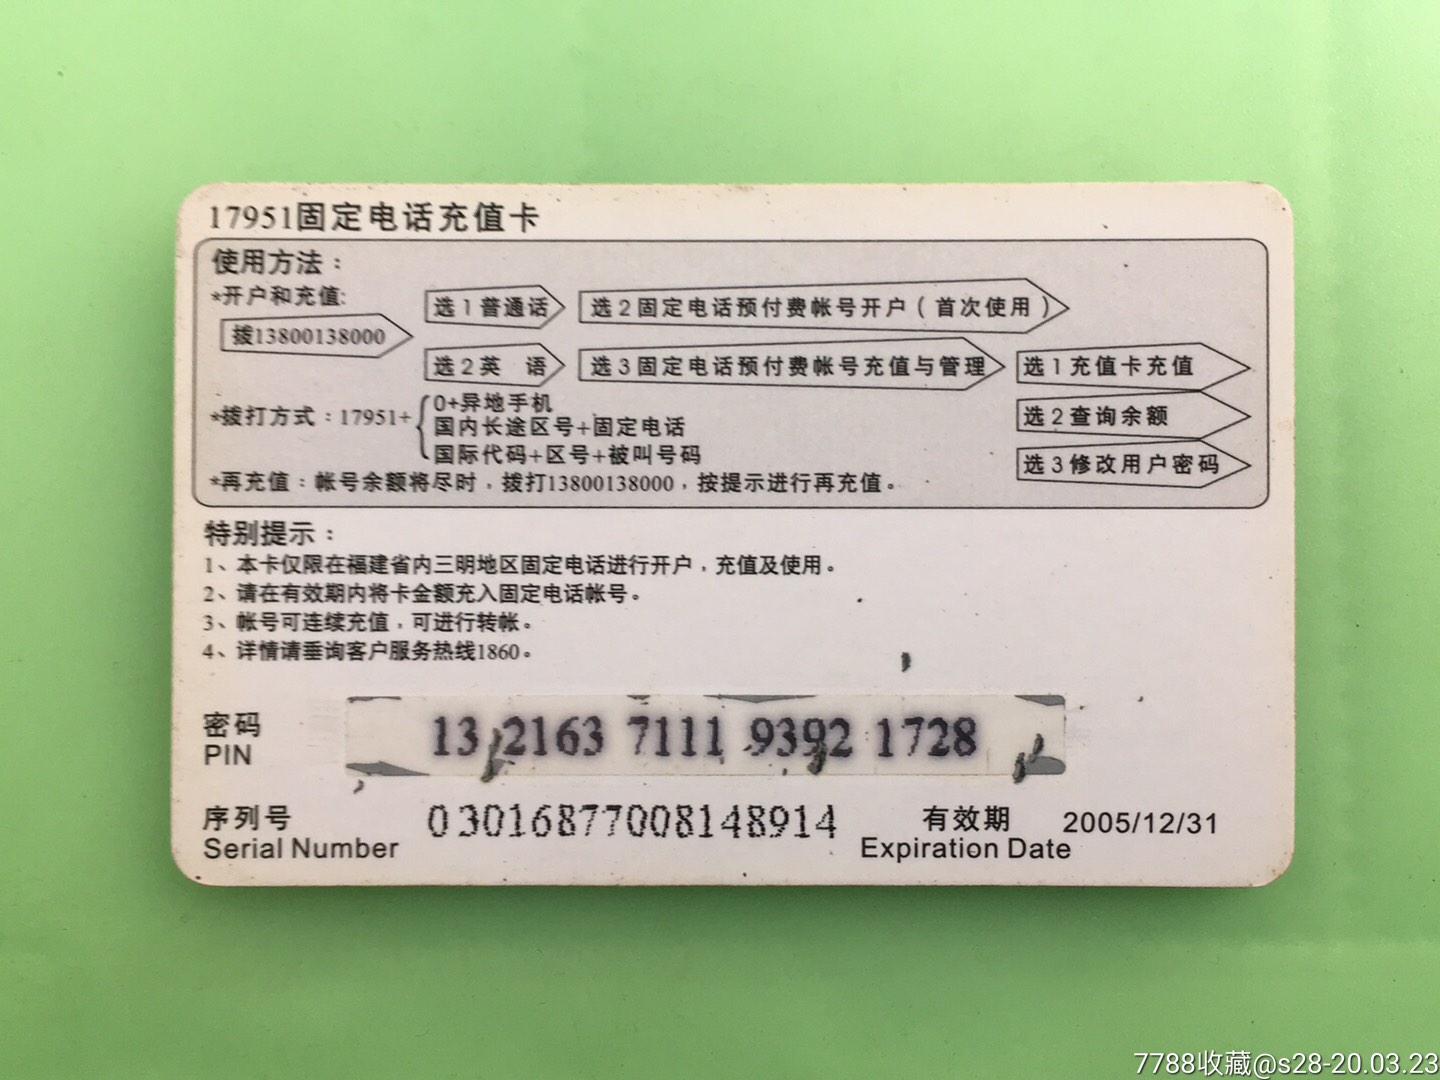 17951固定电话充值卡
使用方法：
*开户和充值:
拨13800138000
选1普通话
选2固定电话预付费帐号开户（首次使用）
选2英 语
选3固定电话预付费帐号充值与管理
选1充值卡充值
选2查询余额
选3修改用户密码
*拨打方式：17951+
0+异地手机
国内长途区号+固定电话
国际代码+区号+被叫号码
*再充值：帐号余额将尽时，拨打13800138000，按提示进行再充值。
特别提示：
1、本卡仅限在福建省内三明地区固定电话进行开户，充值及使用。
2、请在有效期内将卡金额充入固定电话帐号。
3、帐号可连续充值，可进行转帐。
4、详情请垂询客户服务热线1860。
密码 13 2163 7111 9392 1728
PIN
序列号 03016877008148914 有效期 2005/12/31
Serial Number Expiration Date
7788收藏@s28-20.03.23